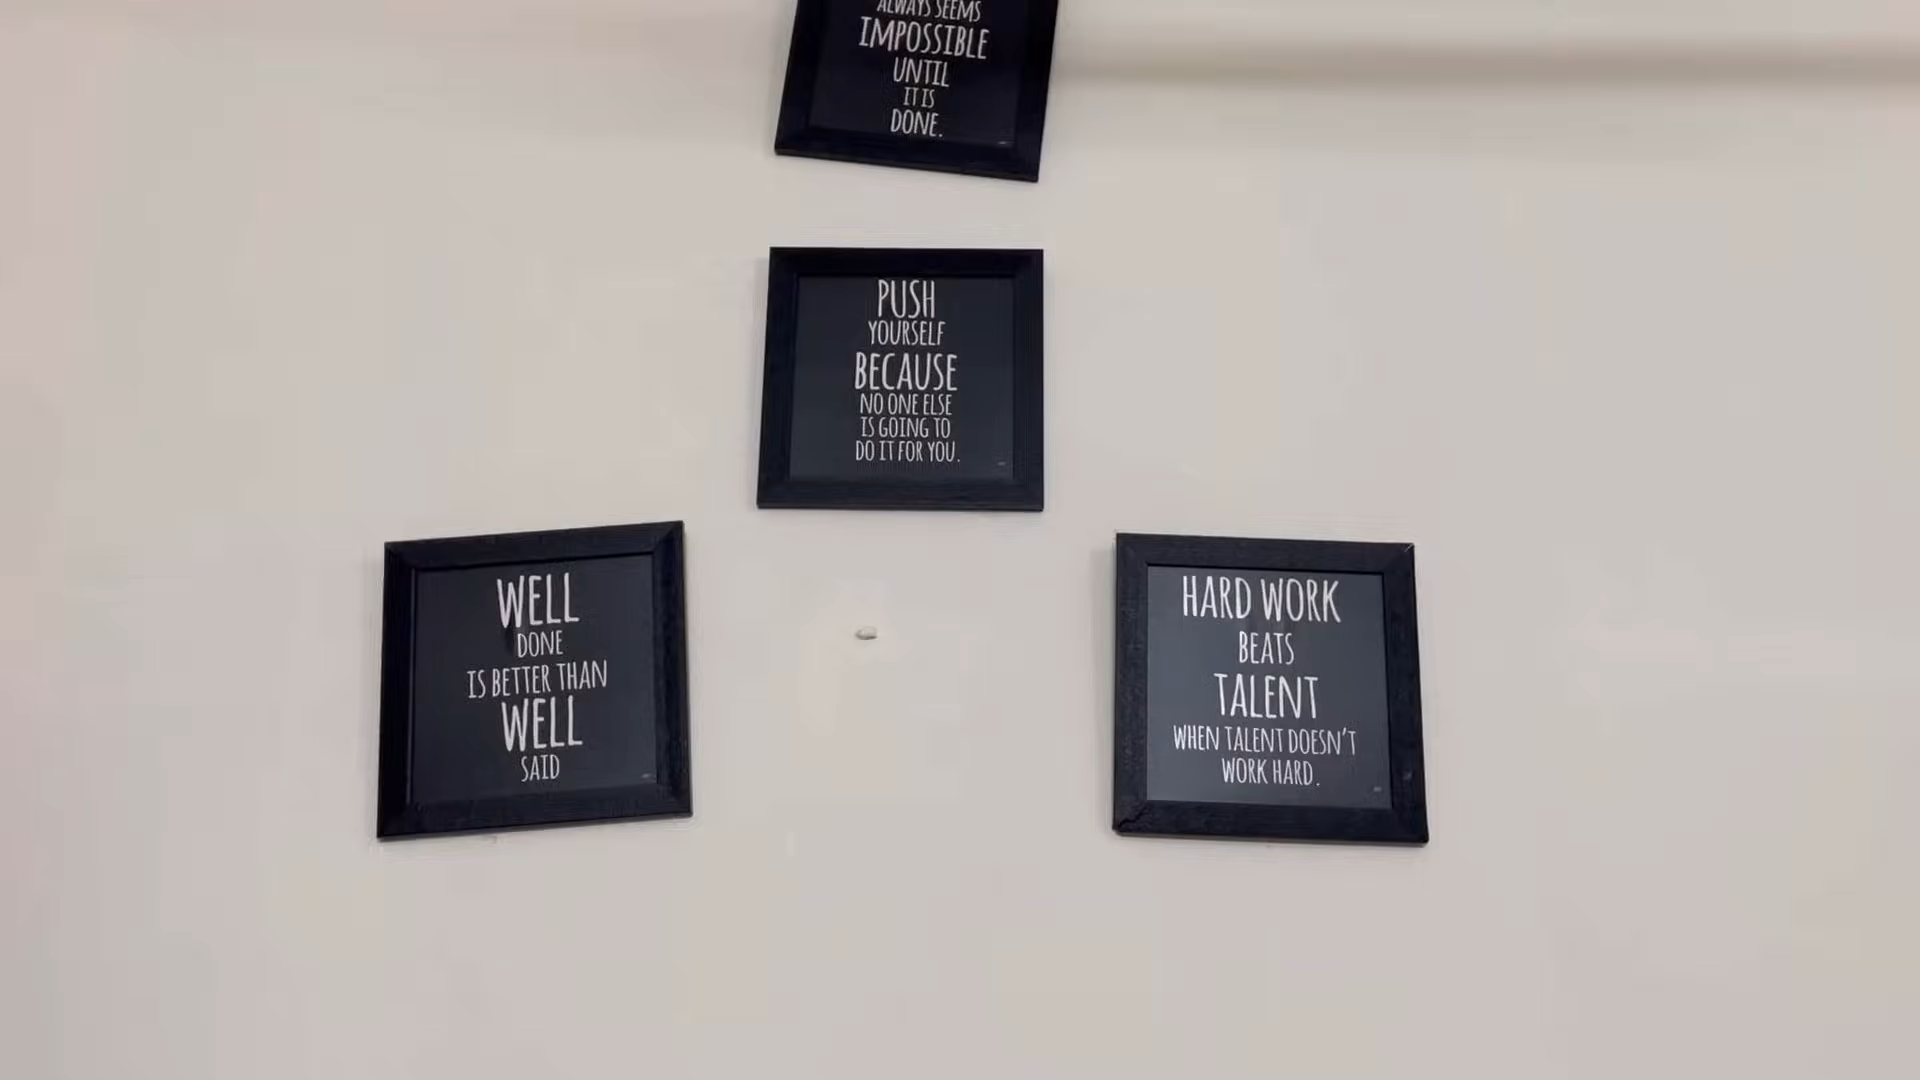 ALWAYS SEEMS
IMPOSSIBLE
UNTIL
IT IS
DONE.
PUSH
YOURSELF
BECAUSE
NO ONE ELSE
IS GOING TO
DO IT FOR YOU.
WELL
DONE
IS BETTER THAN
WELL
SAID
HARD WORK
BEATS
TALENT
WHEN TALENT DOESN'T
WORK HARD.